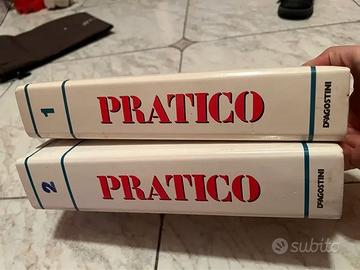 1 PRATICO DEAGOSTINI
2 PRATICO DEAGOSTINI
subito